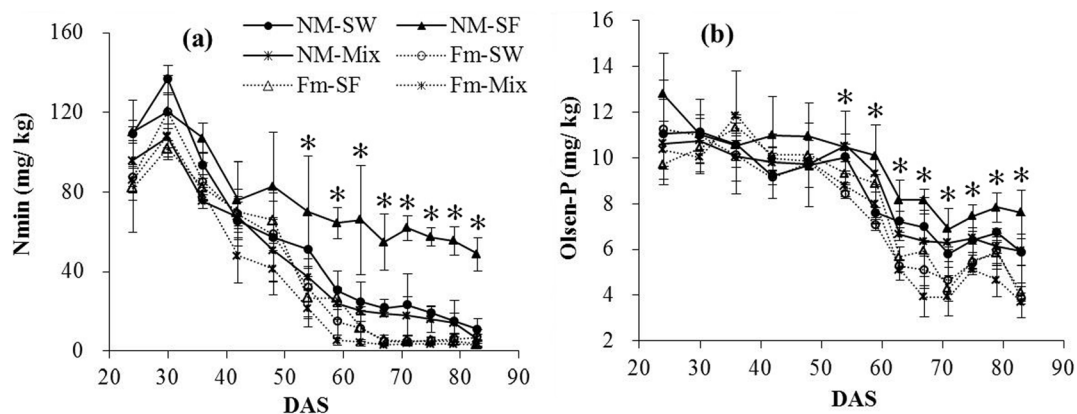 (a)
NM-SW
NM-SF
NM-Mix
Fm-SW
Fm-SF
Fm-Mix
Nmin (mg/ kg)
160
120
80
40
0
* * * * * * * *
20 30 40 50 60 70 80 90
DAS
(b)
Olsen-P (mg/ kg)
16
14
12
10
8
6
4
2
0
* * * * * * * *
20 30 40 50 60 70 80 90
DAS